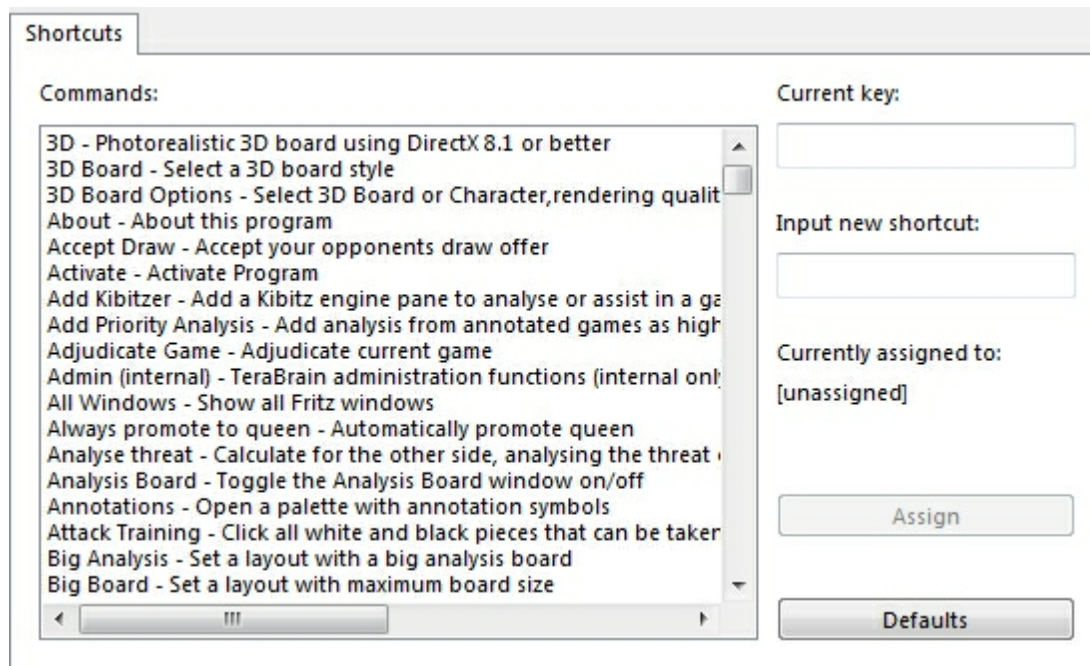 Shortcuts
Commands:
3D - Photorealistic 3D board using DirectX 8.1 or better
3D Board - Select a 3D board style
3D Board Options - Select 3D Board or Character,rendering qualit
About - About this program
Accept Draw - Accept your opponents draw offer
Activate - Activate Program
Add Kibitzer - Add a Kibitz engine pane to analyse or assist in a ga
Add Priority Analysis - Add analysis from annotated games as high
Adjudicate Game - Adjudicate current game
Admin (internal) - TeraBrain administration functions (internal onl
All Windows - Show all Fritz windows
Always promote to queen - Automatically promote queen
Analyse threat - Calculate for the other side, analysing the threat
Analysis Board - Toggle the Analysis Board window on/off
Annotations - Open a palette with annotation symbols
Attack Training - Click all white and black pieces that can be taken
Big Analysis - Set a layout with a big analysis board
Big Board - Set a layout with maximum board size
Current key:
Input new shortcut:
Currently assigned to:
[unassigned]
Assign
Defaults